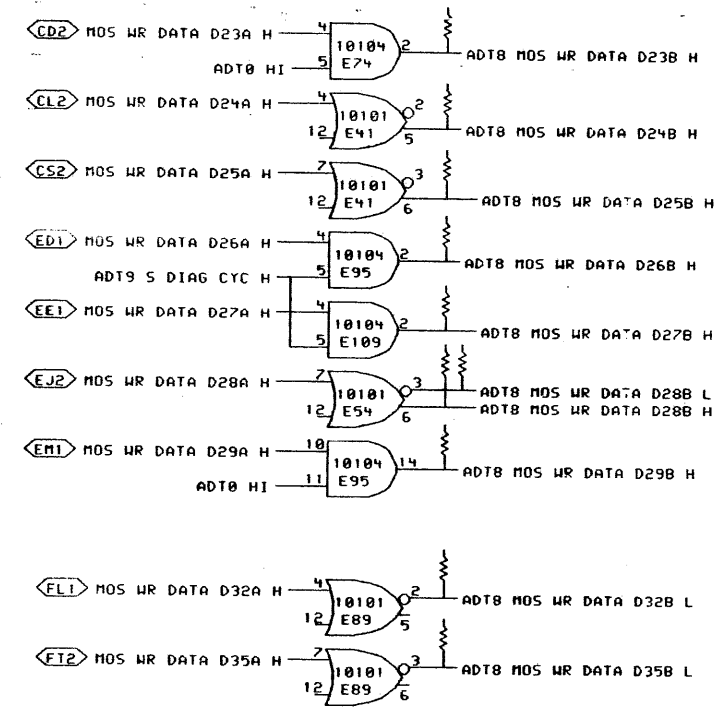 CD2 MOS WR DATA D23A H 4 10104 2 ADT8 MOS WR DATA D23B H
ADT0 HI 5 E74
CL2 MOS WR DATA D24A H 4 10101 2
12 E41 5 ADT8 MOS WR DATA D24B H
CS2 MOS WR DATA D25A H 7 10101 3
12 E41 6 ADT8 MOS WR DATA D25B H
ED1 MOS WR DATA D26A H 4 10104 2 ADT8 MOS WR DATA D26B H
ADT9 S DIAG CYC H 5 E95
EE1 MOS WR DATA D27A H 4 10104 2 ADT8 MOS WR DATA D27B H
5 E109
EJ2 MOS WR DATA D28A H 7 10101 3 ADT8 MOS WR DATA D28B L
12 E54 6 ADT8 MOS WR DATA D28B H
EM1 MOS WR DATA D29A H 10 10104 14 ADT8 MOS WR DATA D29B H
ADT0 HI 11 E95
FL1 MOS WR DATA D32A H 4 10101 2 ADT8 MOS WR DATA D32B L
12 E89 5
FT2 MOS WR DATA D35A H 7 10101 3 ADT8 MOS WR DATA D35B L
12 E89 6